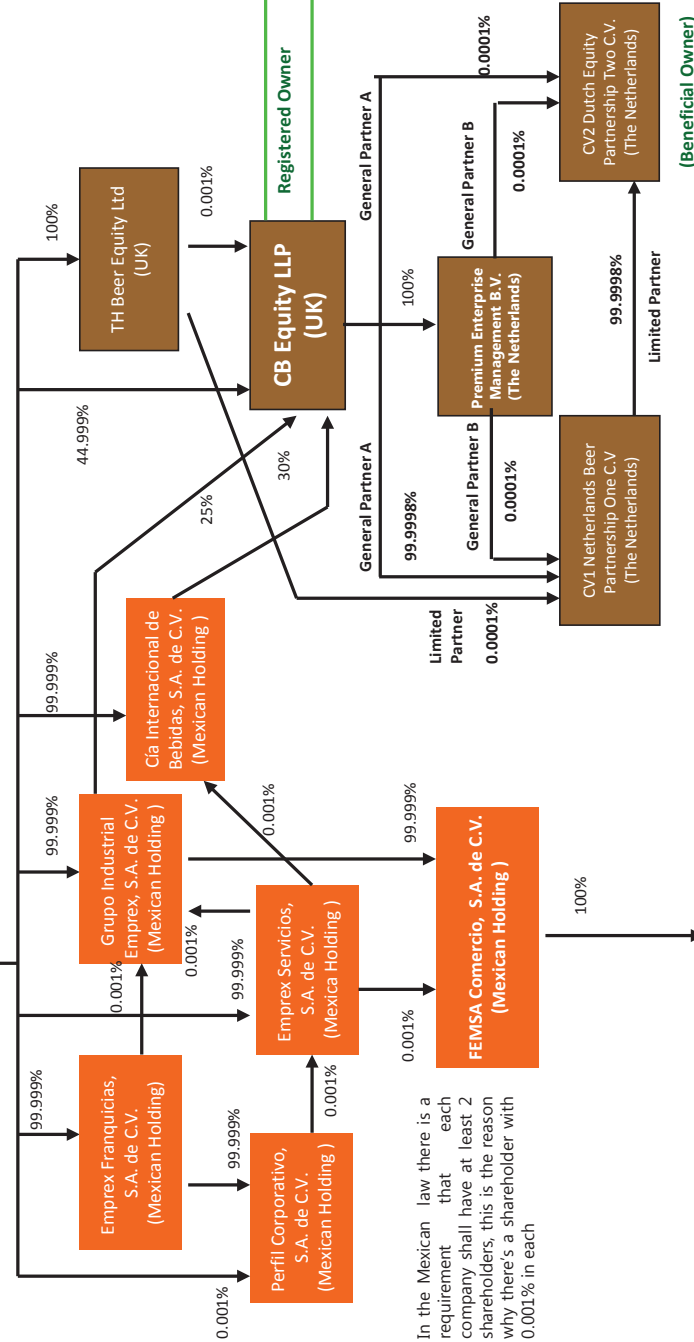 0.001%
99.999%
Emprex Franquicias,
S.A. de C.V.
(Mexican Holding)
0.001%
99.999%
Grupo Industrial
Emprex, S.A. de C.V.
(Mexican Holding )
99.999%
Cía Internacional de
Bebidas, S.A. de C.V.
(Mexican Holding )
44.999%
100%
TH Beer Equity Ltd
(UK)
0.001%
25%
30%
CB Equity LLP
(UK)
Registered Owner
99.999%
Perfil Corporativo,
S.A. de C.V.
(Mexican Holding )
0.001%
99.999%
0.001%
Emprex Servicios,
S.A. de C.V.
(Mexica Holding )
0.001%
0.001%
99.999%
FEMSA Comercio, S.A. de C.V.
(Mexican Holding )
100%
In the Mexican law there is a
requirement that each
company shall have at least 2
shareholders, this is the reason
why there's a shareholder with
0.001% in each
General Partner A
99.9998%
100%
General Partner A
0.0001%
Premium Enterprise
Management B.V.
(The Netherlands)
General Partner B
0.0001%
General Partner B
0.0001%
Limited
Partner
0.0001%
CV1 Netherlands Beer
Partnership One C.V
(The Netherlands)
99.9998%
Limited Partner
CV2 Dutch Equity
Partnership Two C.V.
(The Netherlands)
(Beneficial Owner)